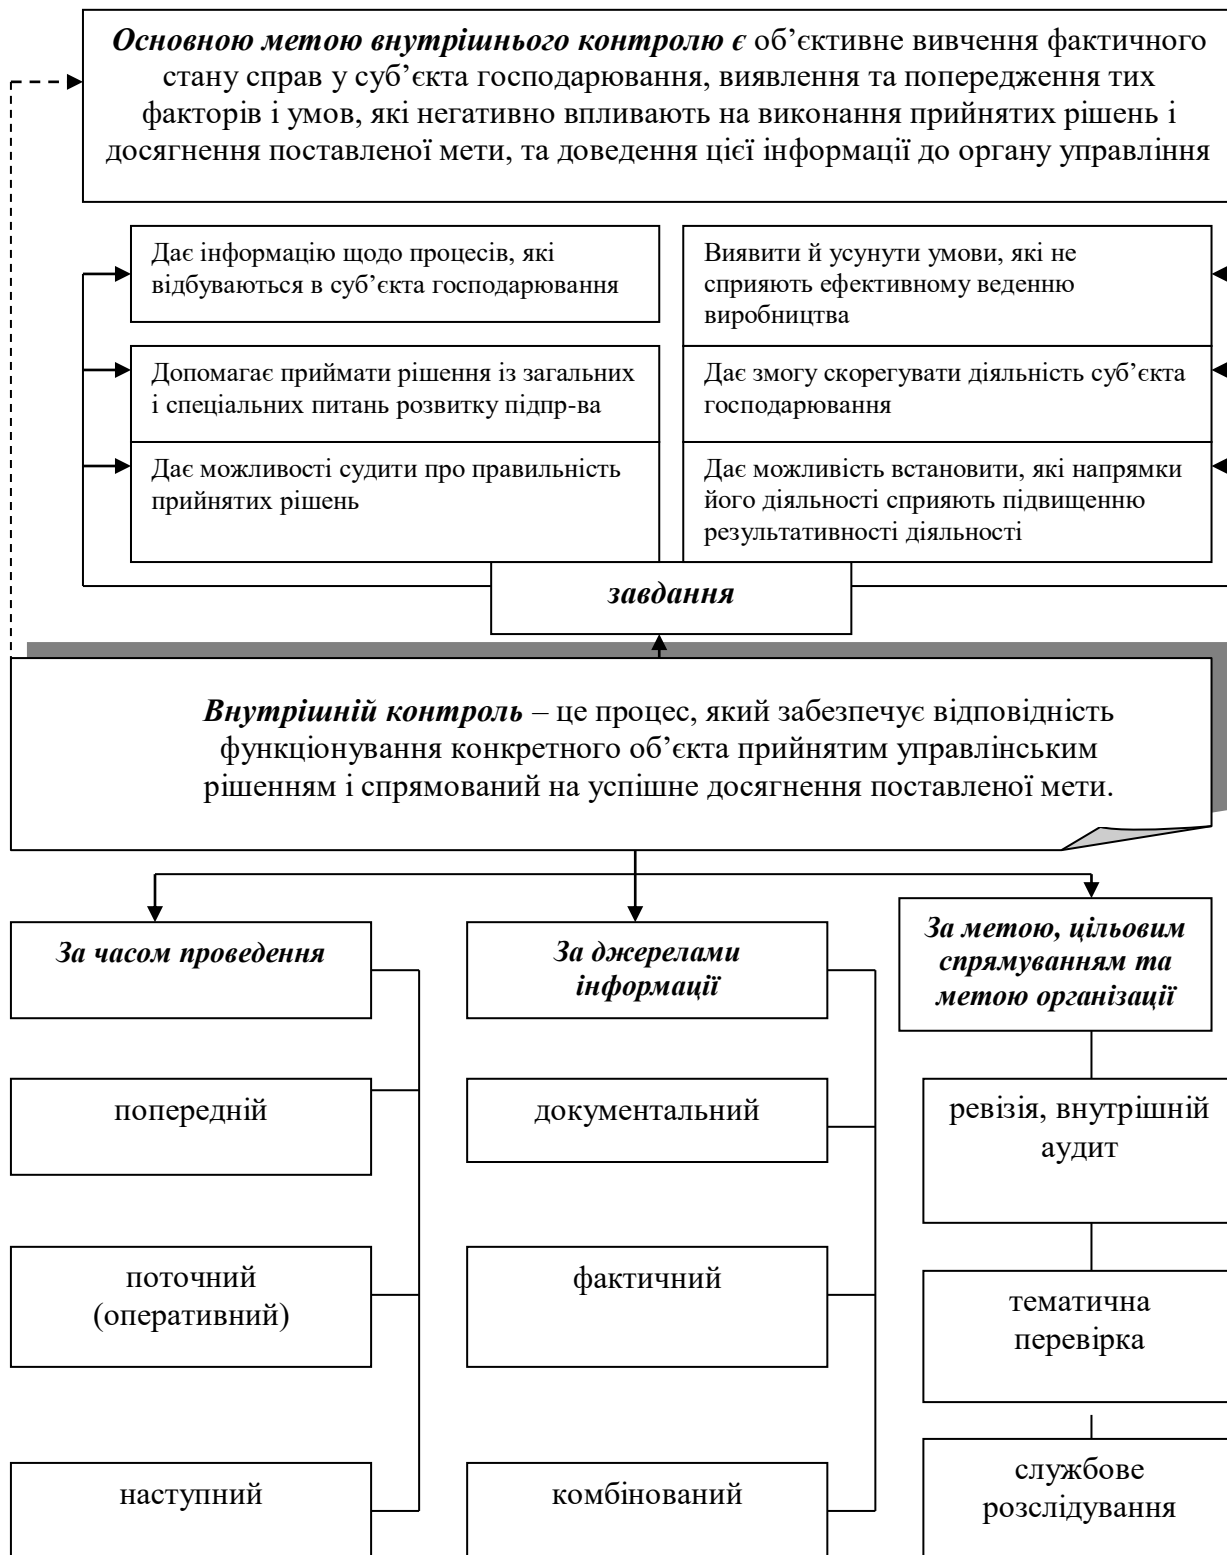 Основною метою внутрішнього контролю є об’єктивне вивчення фактичного
стану справ у суб’єкта господарювання, виявлення та попередження тих
факторів і умов, які негативно впливають на виконання прийнятих рішень і
досягнення поставленої мети, та доведення цієї інформації до органу управління
Дає інформацію щодо процесів, які
відбуваються в суб’єкта господарювання
Виявити й усунути умови, які не
сприяють ефективному веденню
виробництва
Допомагає приймати рішення із загальних
і спеціальних питань розвитку підпр-ва
Дає змогу скорегувати діяльність суб’єкта
господарювання
Дає можливості судити про правильність
прийнятих рішень
Дає можливість встановити, які напрямки
його діяльності сприяють підвищенню
результативності діяльності
завдання
Внутрішній контроль – це процес, який забезпечує відповідність
функціонування конкретного об’єкта прийнятим управлінським
рішенням і спрямований на успішне досягнення поставленої мети.
За часом проведення
За джерелами
інформації
За метою, цільовим
спрямуванням та
метою організації
попередній
документальний
ревізія, внутрішній
аудит
поточний
(оперативний)
фактичний
тематична
перевірка
наступний
комбінований
службове
розслідування